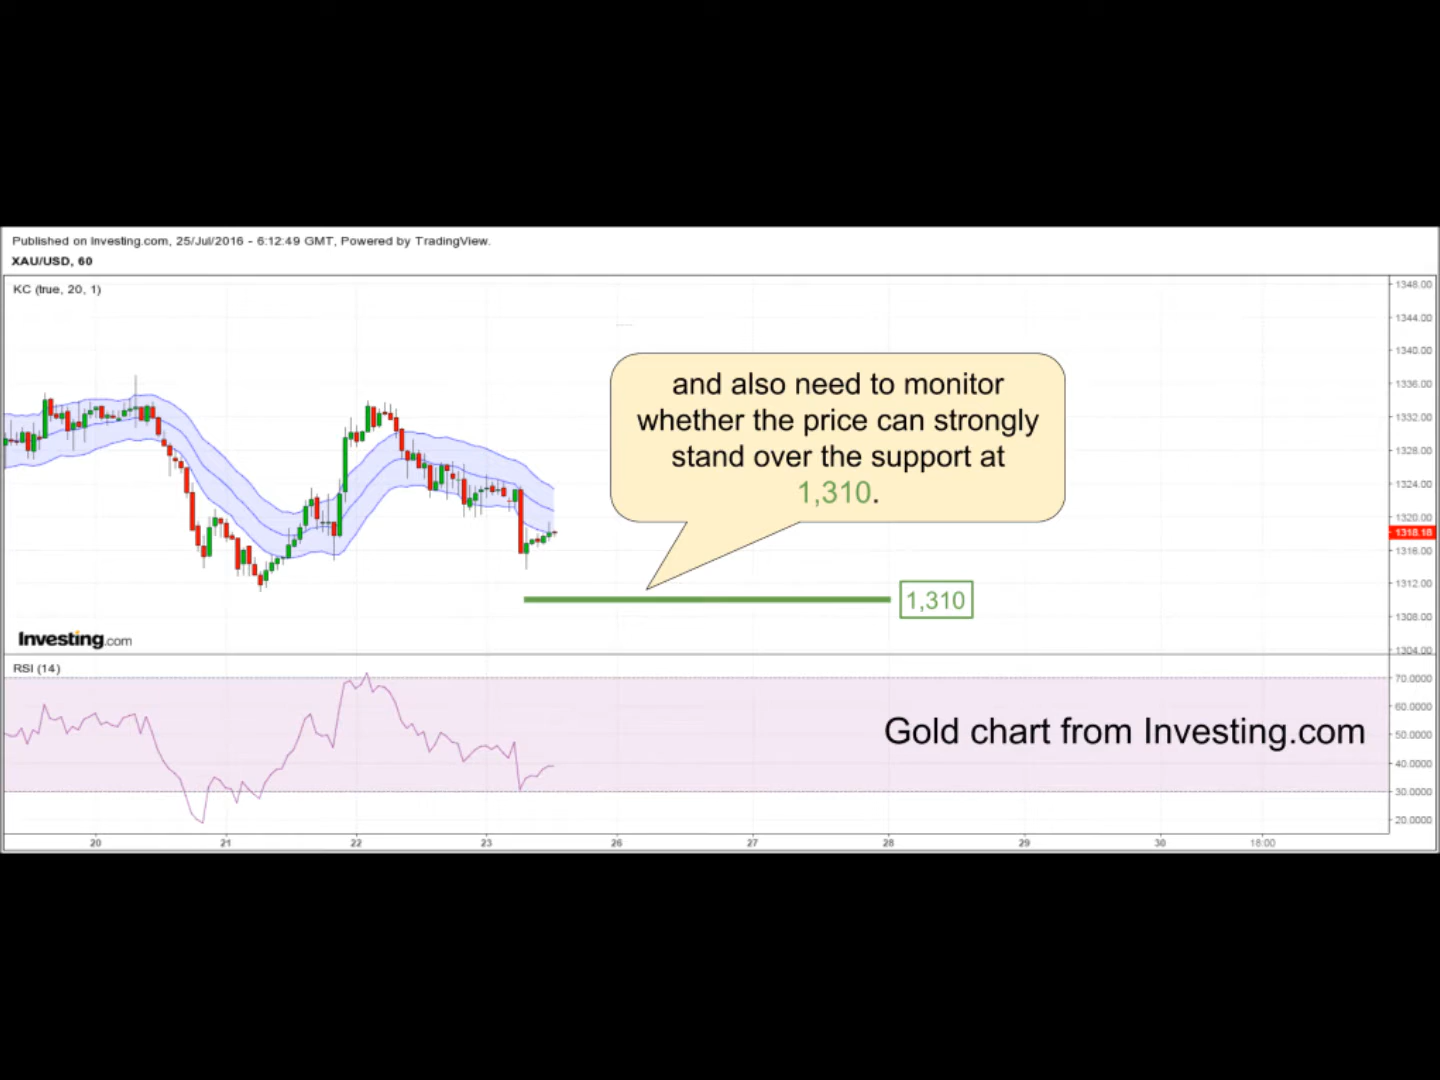 Published on Investing.com, 25/Jul/2016 - 6:12:49 GMT, Powered by TradingView.
XAU/USD, 60
KC (true, 20, 1)
1348.00
1344.00
1340.00
1336.00
1332.00
1328.00
1324.00
1320.00
1318.18
1316.00
1312.00
1308.00
1304.00
and also need to monitor
whether the price can strongly
stand over the support at
1,310.
1,310
Investing.com
RSI (14)
70.0000
60.0000
50.0000
40.0000
30.0000
20.0000
Gold chart from Investing.com
20 21 22 23 26 27 28 29 30 18:00